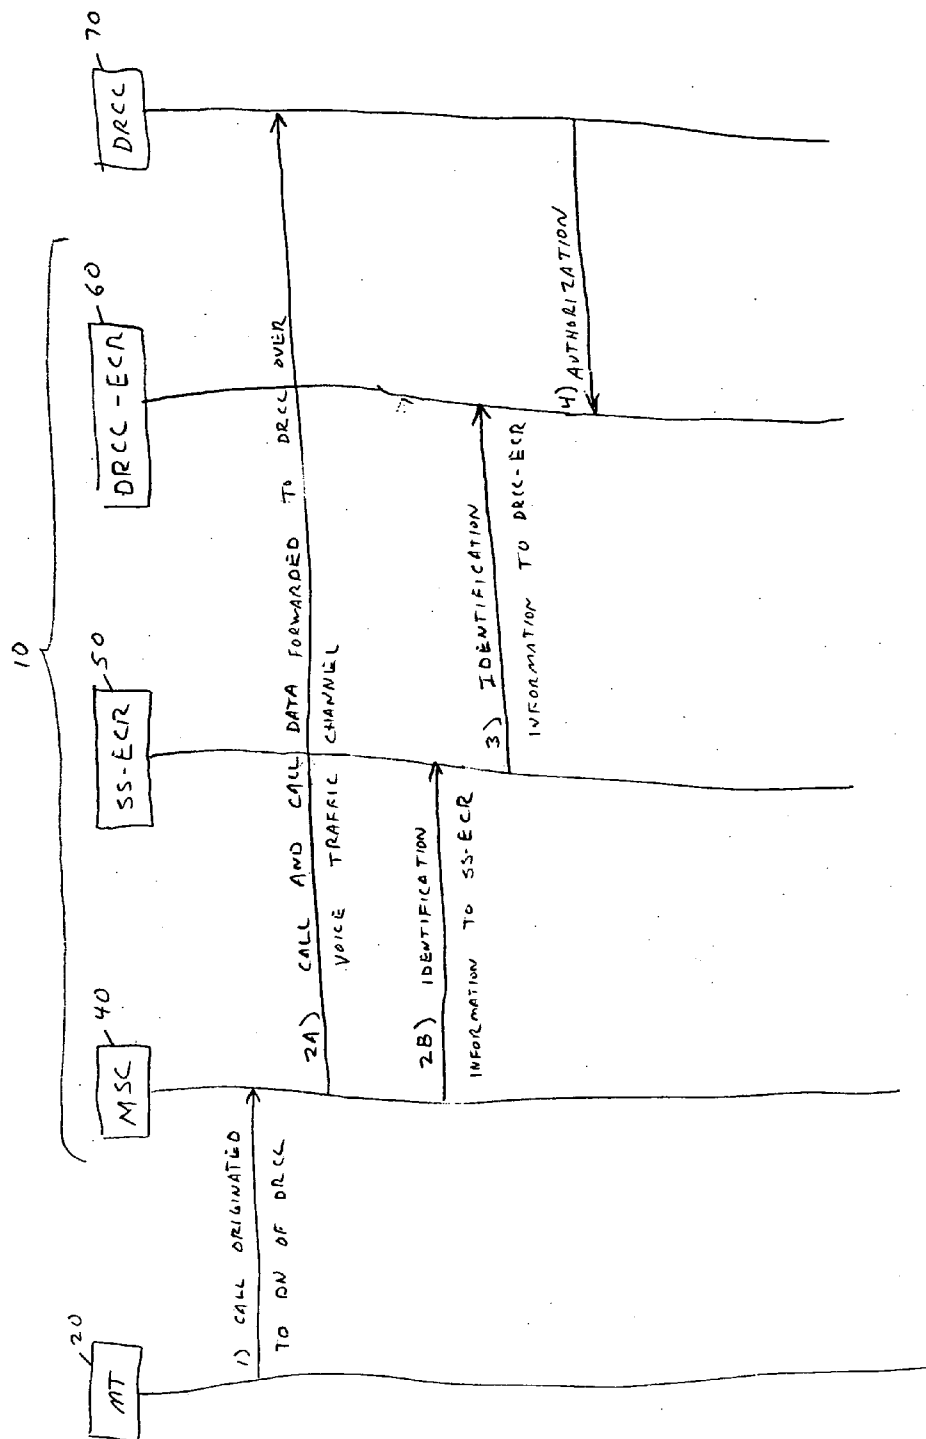 10
MT
20
MSC
40
SS-ECR
50
DRCC-ECR
60
DRCC
70
1) CALL ORIGINATED
TO DN OF DRCC
2A) CALL AND CALL DATA FORWARDED TO DRCC OVER
VOICE TRAFFIC CHANNEL
2B) IDENTIFICATION
INFORMATION TO SS-ECR
3) IDENTIFICATION
INFORMATION TO DRCC-ECR
4) AUTHORIZATION